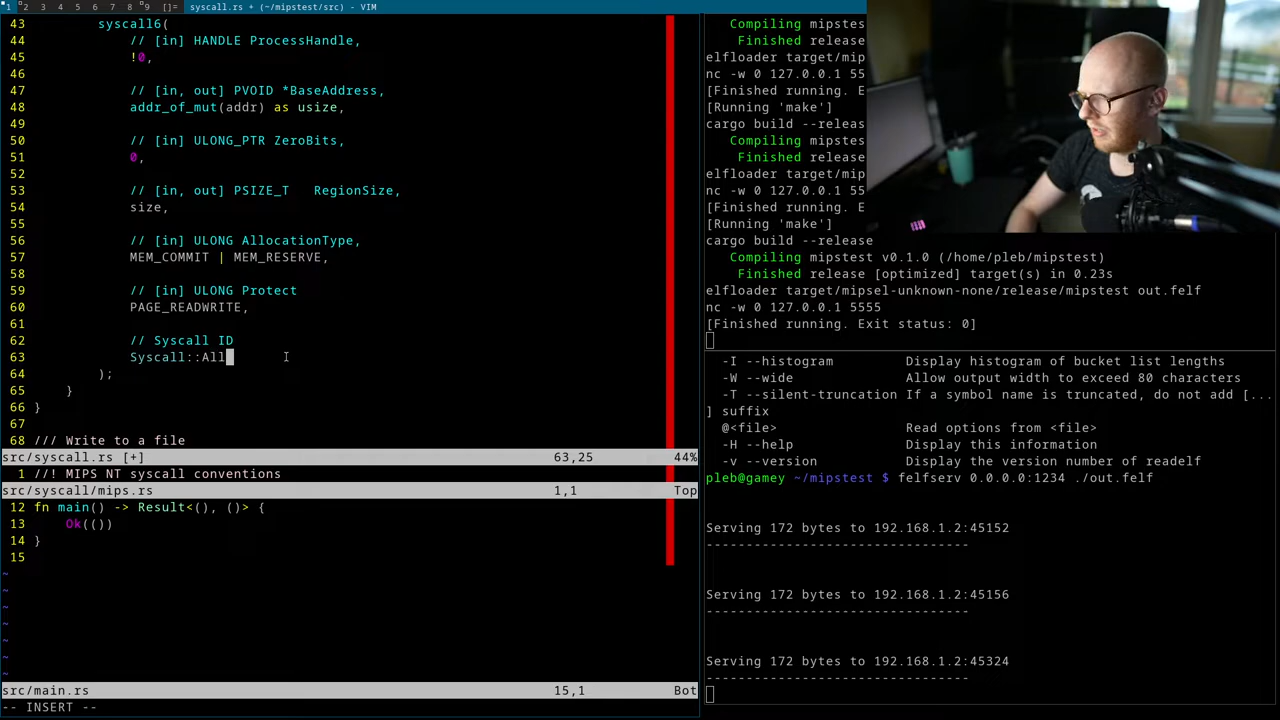 1 2 3 4 5 6 7 8 9 []= syscall.rs + (~/mipstest/src) - VIM
43 syscall6(
44 // [in] HANDLE ProcessHandle,
45 !0,
46
47 // [in, out] PVOID *BaseAddress,
48 addr_of_mut(addr) as usize,
49
50 // [in] ULONG_PTR ZeroBits,
51 0,
52
53 // [in, out] PSIZE_T RegionSize,
54 size,
55
56 // [in] ULONG AllocationType,
57 MEM_COMMIT | MEM_RESERVE,
58
59 // [in] ULONG Protect
60 PAGE_READWRITE,
61
62 // Syscall ID
63 Syscall::All
64 );
65 }
66 }
67
68 /// Write to a file
src/syscall.rs [+] 63,25 44%
1 //! MIPS NT syscall conventions
src/syscall/mips.rs 1,1 Top
12 fn main() -> Result<(), ()> {
13 Ok(())
14 }
15
~
~
~
~
~
~
~
src/main.rs 15,1 Bot
-- INSERT --
Compiling mipstest
Finished release
elfloader target/mip
nc -w 0 127.0.0.1 5555
[Finished running. E
[Running 'make']
cargo build --releas
Compiling mipstest
Finished release
elfloader target/mip
nc -w 0 127.0.0.1 555
[Finished running. E
[Running 'make']
cargo build --release
Compiling mipstest v0.1.0 (/home/pleb/mipstest)
Finished release [optimized] target(s) in 0.23s
elfloader target/mipsel-unknown-none/release/mipstest out.felf
nc -w 0 127.0.0.1 5555
[Finished running. Exit status: 0]
-I --histogram Display histogram of bucket list lengths
-W --wide Allow output width to exceed 80 characters
-T --silent-truncation If a symbol name is truncated, do not add [...
] suffix
@<file> Read options from <file>
-H --help Display this information
-v --version Display the version number of readelf
pleb@gamey ~/mipstest $ felfserv 0.0.0.0:1234 ./out.felf
Serving 172 bytes to 192.168.1.2:45152
---------------------------------
Serving 172 bytes to 192.168.1.2:45156
---------------------------------
Serving 172 bytes to 192.168.1.2:45324
---------------------------------